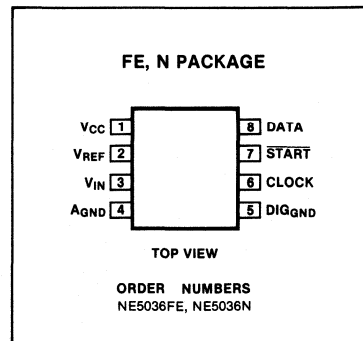 FE, N PACKAGE
VCC 1 8 DATA
VREF 2 7 START
VIN 3 6 CLOCK
AGND 4 5 DIGGND
TOP VIEW
ORDER NUMBERS
NE5036FE, NE5036N